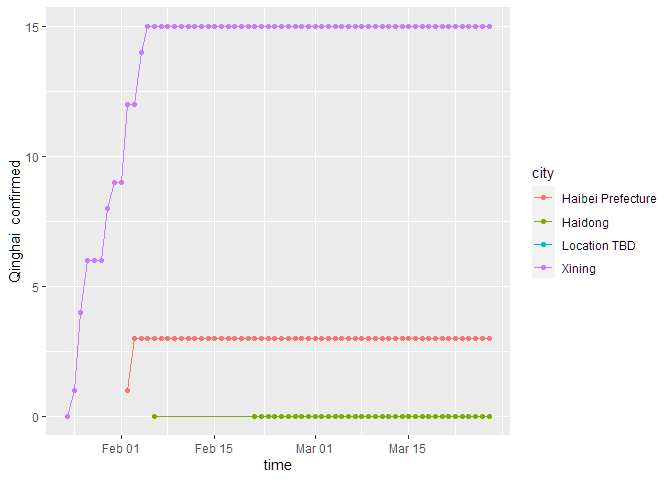 15
10
5
0
Qinghai confirmed
Feb 01
Feb 15
Mar 01
Mar 15
time
city
Haibei Prefecture
Haidong
Location TBD
Xining